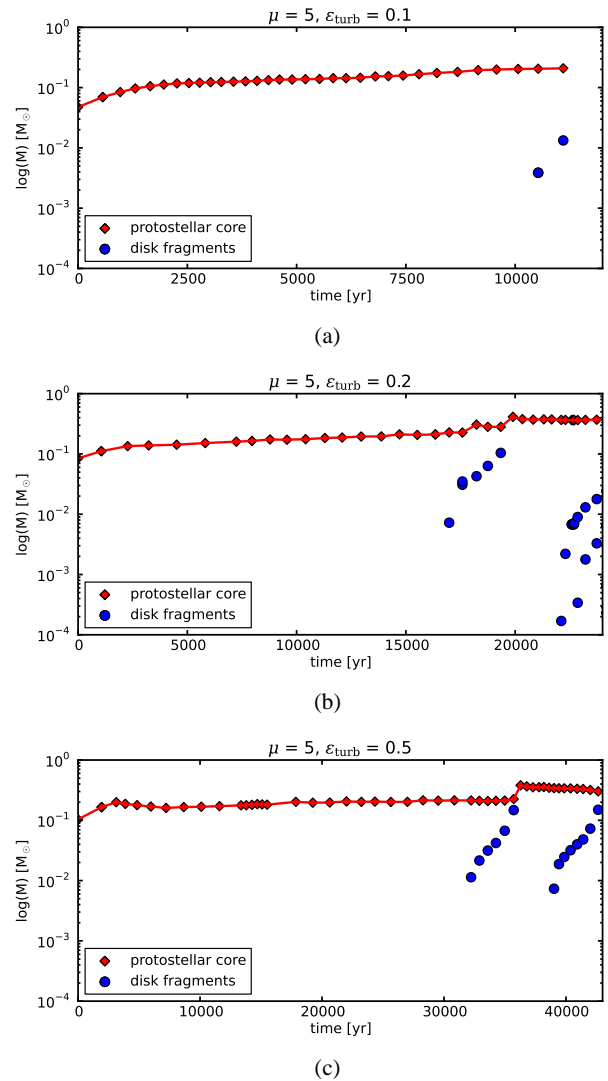 μ = 5, ε_turb = 0.1
10^0
10^-1
10^-2
10^-3
10^-4
log(M) [M_⊙]
protostellar core
disk fragments
0 2500 5000 7500 10000
time [yr]
(a)
μ = 5, ε_turb = 0.2
10^0
10^-1
10^-2
10^-3
10^-4
log(M) [M_⊙]
protostellar core
disk fragments
0 5000 10000 15000 20000
time [yr]
(b)
μ = 5, ε_turb = 0.5
10^0
10^-1
10^-2
10^-3
10^-4
log(M) [M_⊙]
protostellar core
disk fragments
0 10000 20000 30000 40000
time [yr]
(c)